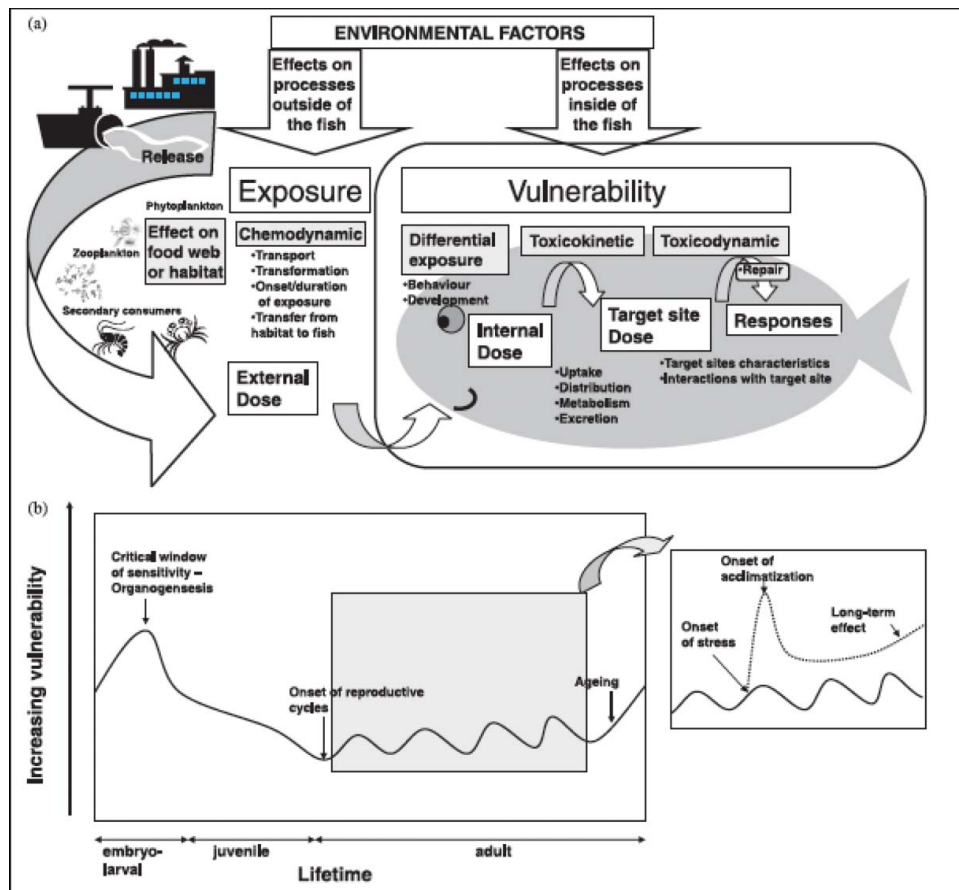 (a)
ENVIRONMENTAL FACTORS
Effects on
processes
outside of
the fish
Effects on
processes
inside of
the fish
Release
Phytoplankton
Zooplankton
Effect on
food web
or habitat
Secondary consumers
Exposure
Chemodynamic
•Transport
•Transformation
•Onset/duration
of exposure
•Transfer from
habitat to fish
External
Dose
Vulnerability
Differential
exposure
•Behaviour
•Development
Toxicokinetic
Toxicodynamic
•Repair
Internal
Dose
Target site
Dose
Responses
•Uptake
•Distribution
•Metabolism
•Excretion
•Target sites characteristics
•Interactions with target site
(b)
Increasing vulnerability
Critical window
of sensitivity –
Organogensesis
Onset of reproductive
cycles
Ageing
Onset of
acclimatization
Onset
of stress
Long-term
effect
embryo-
larval
juvenile
adult
Lifetime